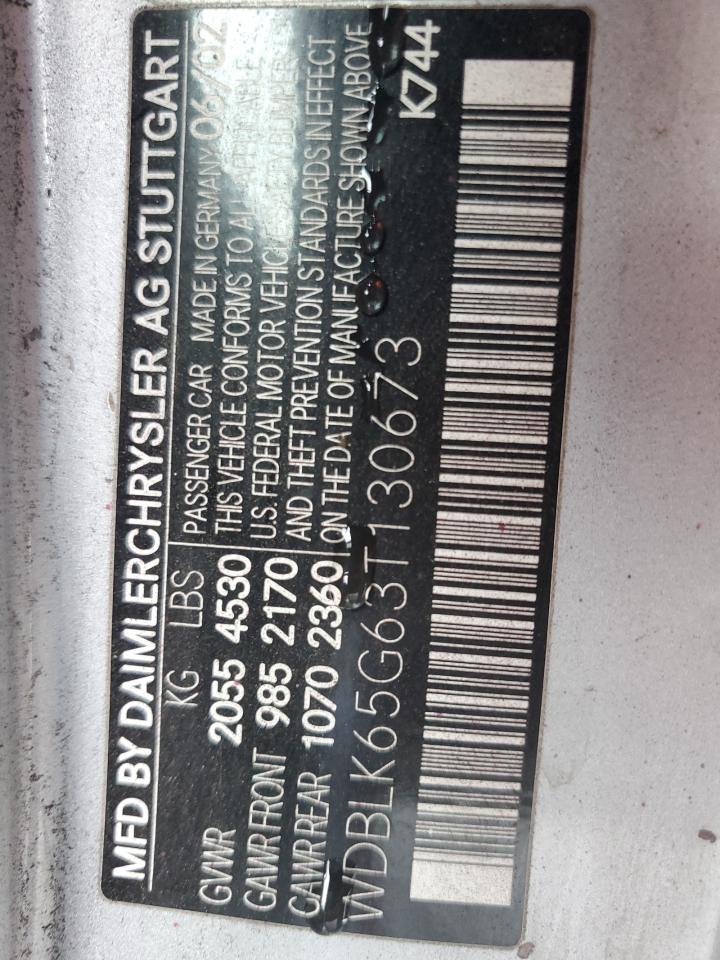 MFD BY DAIMLERCHRYSLER AG STUTTGART
KG LBS PASSENGER CAR MADE IN GERMANY 06/02
GVWR 2055 4530 THIS VEHICLE CONFORMS TO ALL APPLICABLE
GAWR FRONT 985 2170 U.S. FEDERAL MOTOR VEHICLE SAFETY BUMPER
GAWR REAR 1070 2360 AND THEFT PREVENTION STANDARDS IN EFFECT
ON THE DATE OF MANUFACTURE SHOWN ABOVE
WDBLK65G63T130673 K744